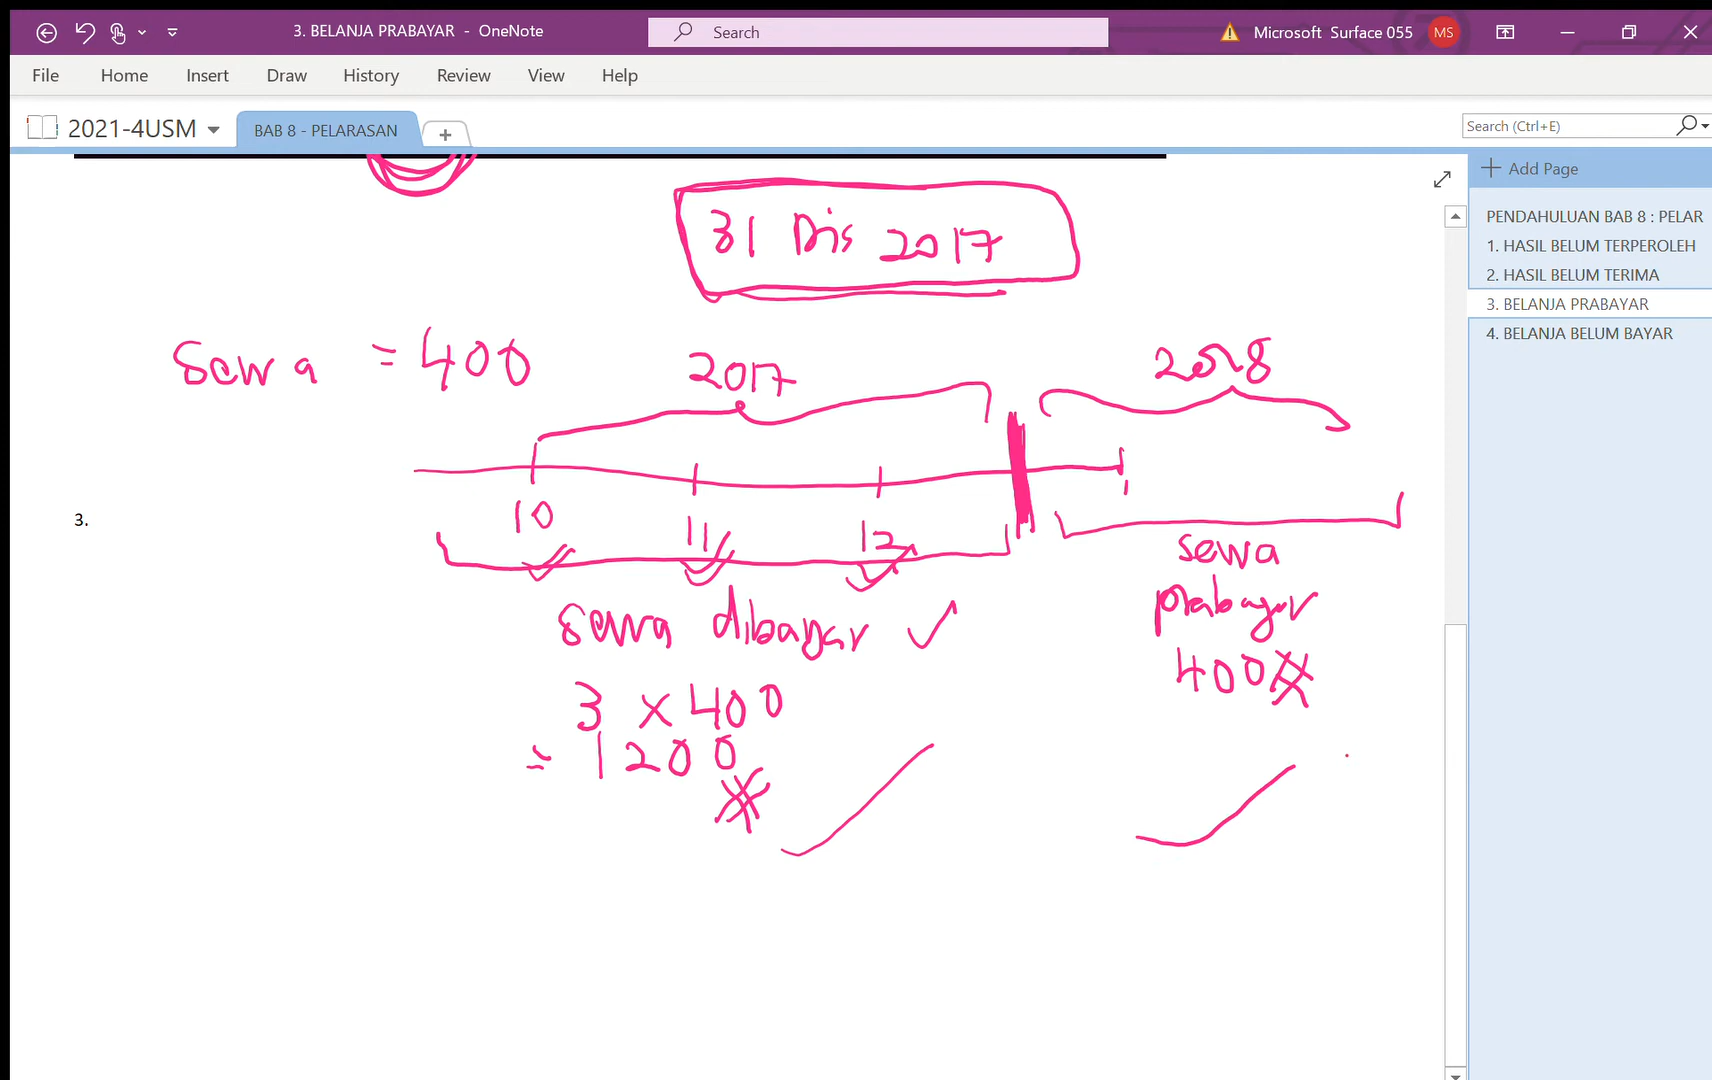 3. BELANJA PRABAYAR - OneNote
Search
Microsoft Surface 055
MS
File Home Insert Draw History Review View Help
2021-4USM
BAB 8 - PELARASAN
+
Search (Ctrl+E)
Add Page
PENDAHULUAN BAB 8 : PELAR
1. HASIL BELUM TERPEROLEH
2. HASIL BELUM TERIMA
3. BELANJA PRABAYAR
4. BELANJA BELUM BAYAR
31 Dis 2017
Sewa = 400
2017
2018
10
11
12
1
3.
sewa dibayar ✓
3 x 400
= 1200
sewa
prabayar
400